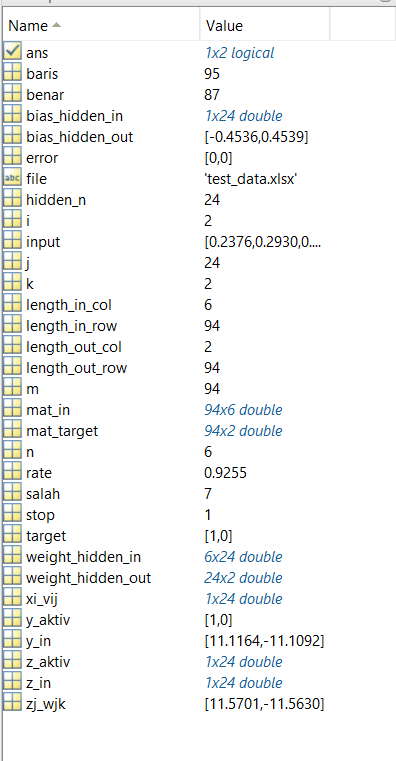 Name Value
ans 1x2 logical
baris 95
benar 87
bias_hidden_in 1x24 double
bias_hidden_out [-0.4536,0.4539]
error [0,0]
abc file 'test_data.xlsx'
hidden_n 24
i 2
input [0.2376,0.2930,0....
j 24
k 2
length_in_col 6
length_in_row 94
length_out_col 2
length_out_row 94
m 94
mat_in 94x6 double
mat_target 94x2 double
n 6
rate 0.9255
salah 7
stop 1
target [1,0]
weight_hidden_in 6x24 double
weight_hidden_out 24x2 double
xi_vij 1x24 double
y_aktiv [1,0]
y_in [11.1164,-11.1092]
z_aktiv 1x24 double
z_in 1x24 double
zj_wjk [11.5701,-11.5630]